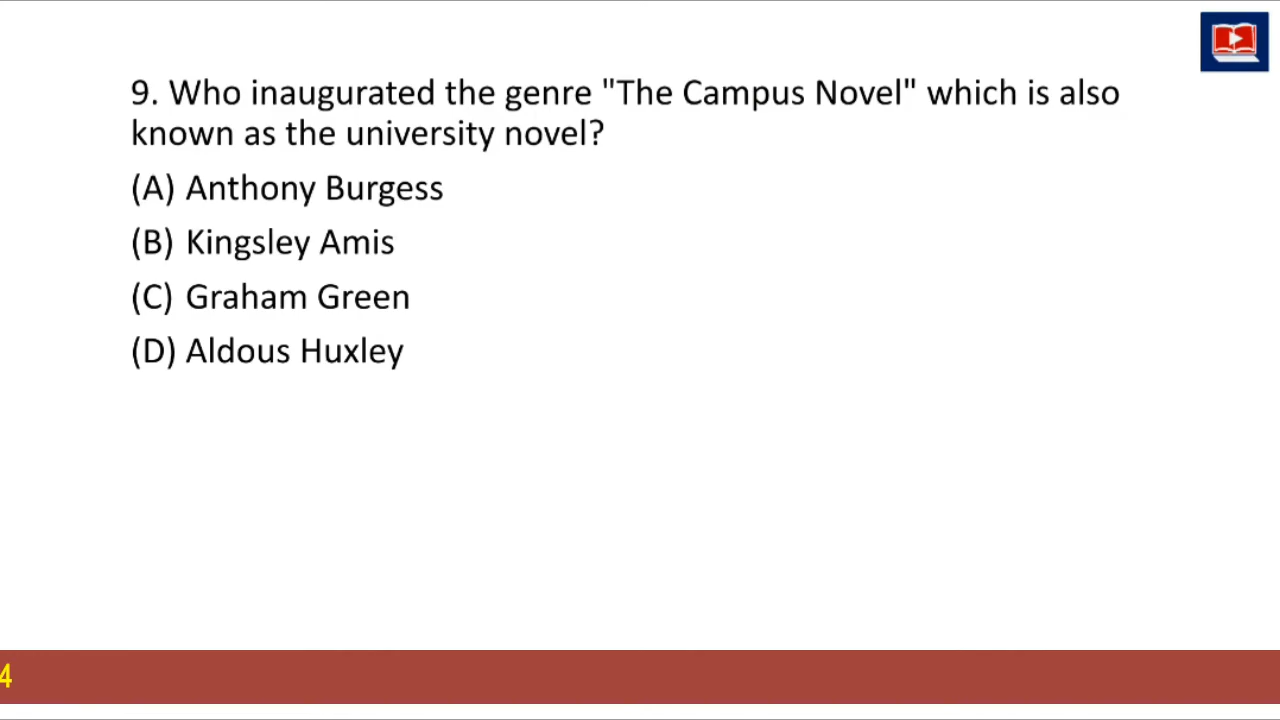 9. Who inaugurated the genre "The Campus Novel" which is also
known as the university novel?
(A) Anthony Burgess
(B) Kingsley Amis
(C) Graham Green
(D) Aldous Huxley
4